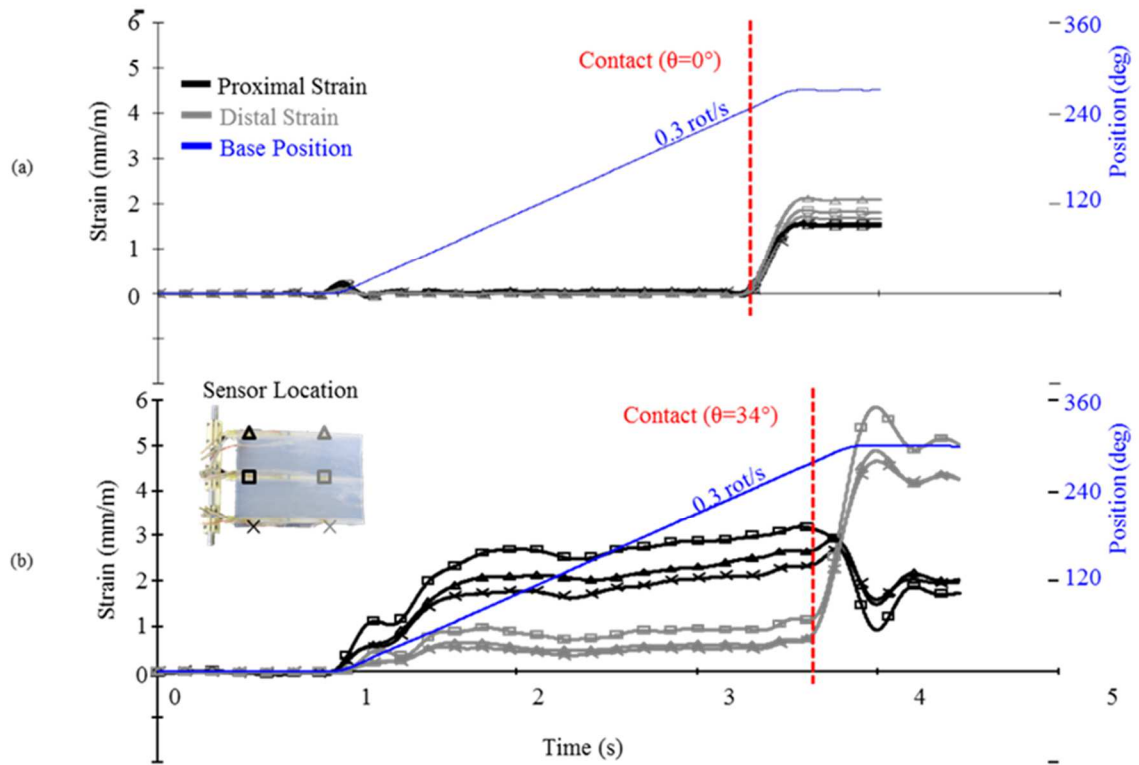 6
5
4
3
2
1
0
Strain (mm/m)
(a)
Proximal Strain
Distal Strain
Base Position
Contact (θ=0°)
0.3 rot/s
360
240
120
Position (deg)
Sensor Location
6
5
4
3
2
1
0
Strain (mm/m)
(b)
Contact (θ=34°)
0.3 rot/s
360
240
120
Position (deg)
0 1 2 3 4 5
Time (s)